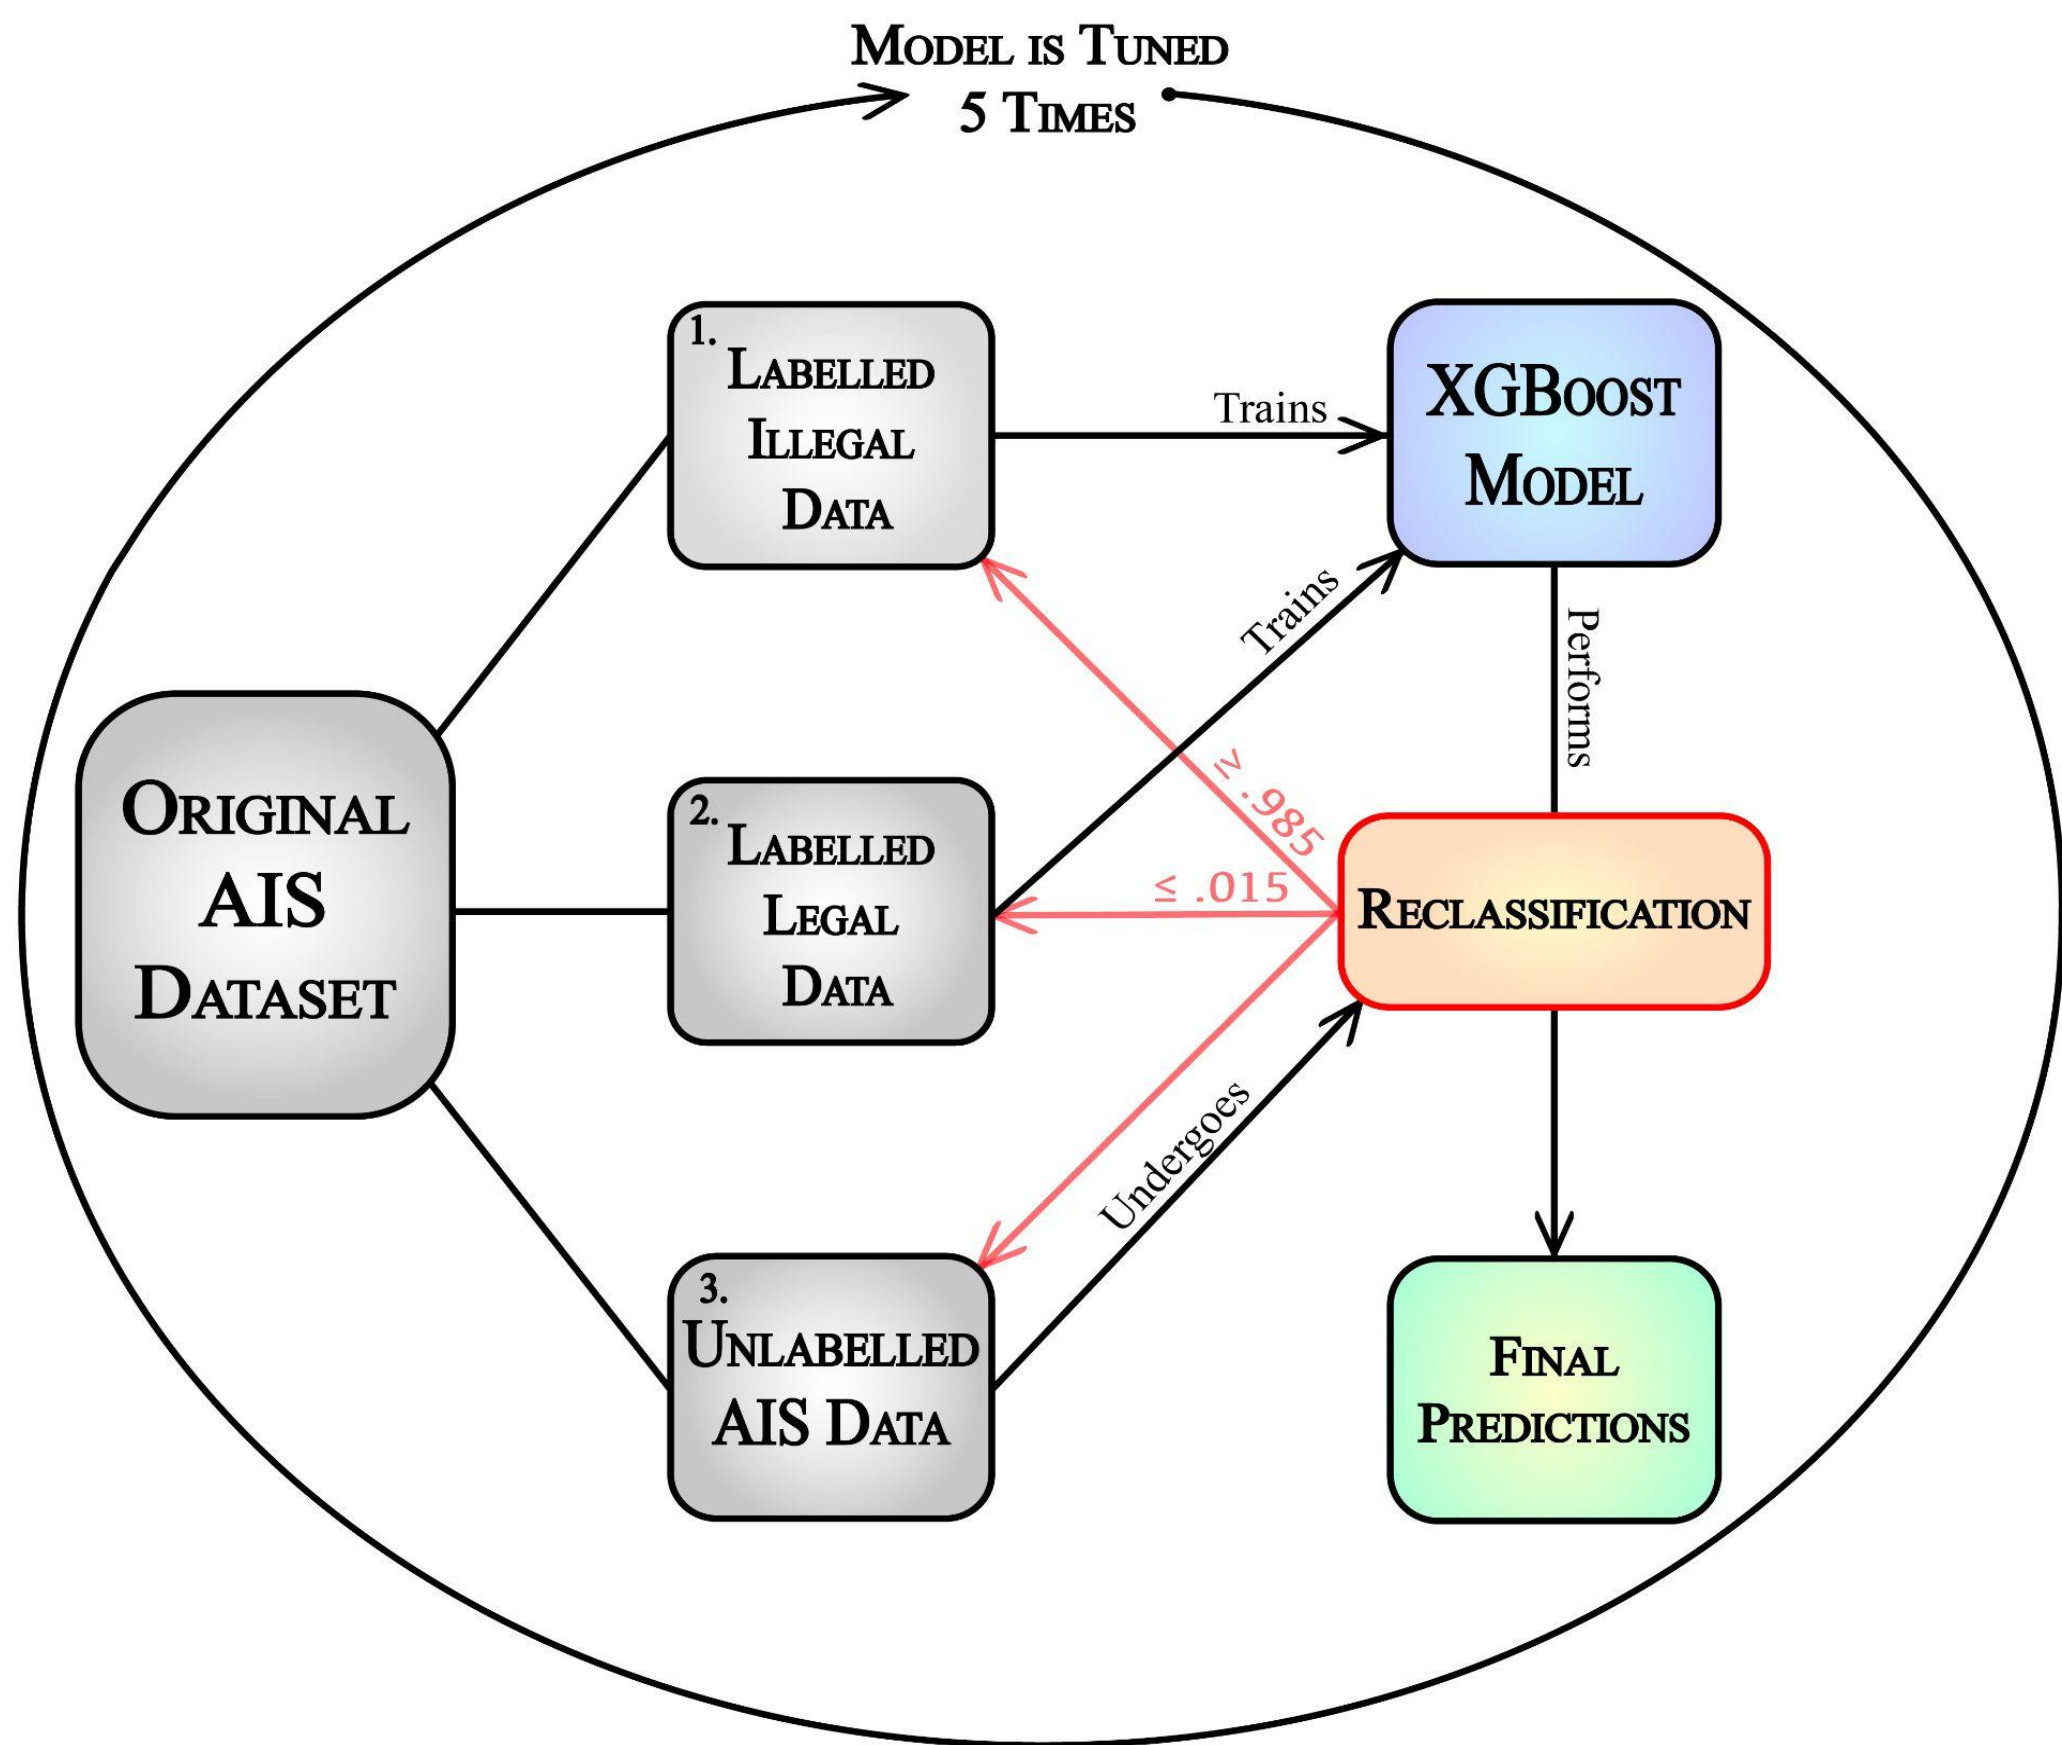 Model is Tuned
5 Times
1.
Labelled
Illegal
Data
Trains
XGBoost
Model
Trains
Performs
Original
AIS
Dataset
2.
Labelled
Legal
Data
≥ .985
≤ .015
Reclassification
Undergoes
3.
Unlabelled
AIS Data
Final
Predictions